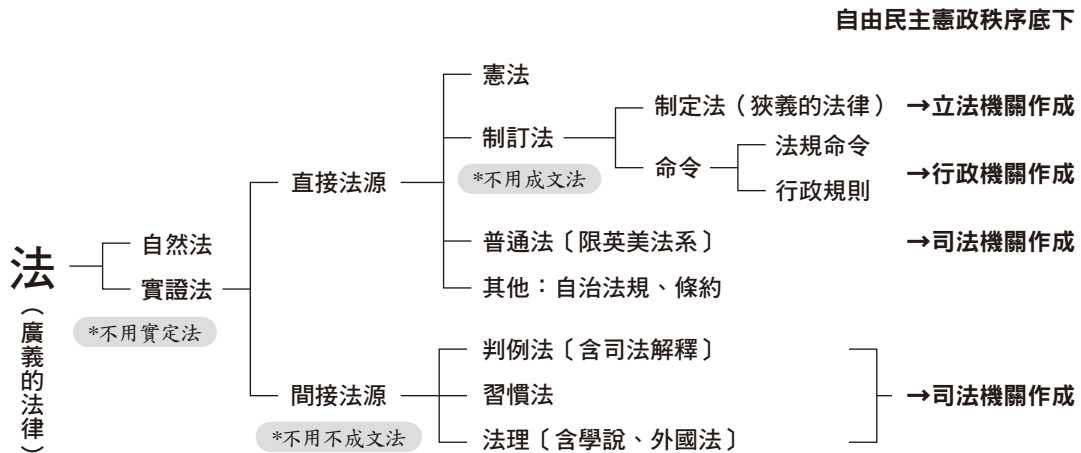 自由民主憲政秩序底下
憲法
制定法（狹義的法律）→立法機關作成
制訂法
法規命令
*不用成文法
命令
→行政機關作成
直接法源
行政規則
自然法
普通法〔限英美法系〕
→司法機關作成
法
實證法
其他：自治法規、條約
（廣義的法律）
*不用實定法
判例法〔含司法解釋〕
間接法源
習慣法
→司法機關作成
*不用不成文法
法理〔含學說、外國法〕